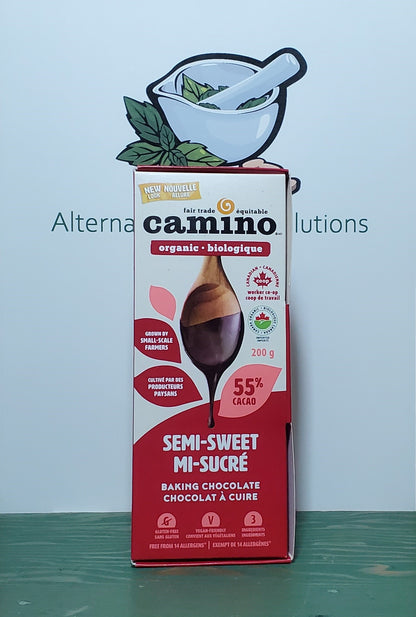 Alterna
lutions
NEW NOUVELLE
LOOK ALLURE
fair trade équitable
camino
organic • biologique
CANADIAN • CANADIENNE
worker co-op
coop de travail
200 g
GROWN BY
SMALL-SCALE
FARMERS
CULTIVÉ PAR DES
PRODUCTEURS
PAYSANS
55%
CACAO
SEMI-SWEET
MI-SUCRÉ
BAKING CHOCOLATE
CHOCOLAT À CUIRE
GLUTEN-FREE
SANS GLUTEN
V
VEGAN-FRIENDLY
CONVIENT AUX VÉGÉTALIENS
3
INGREDIENTS
INGRÉDIENTS
FREE FROM 14 ALLERGENS* | EXEMPT DE 14 ALLERGÈNES*